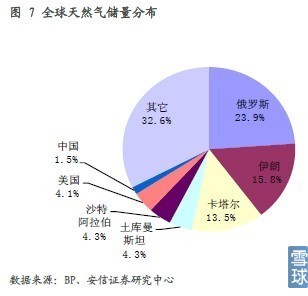 图 7 全球天然气储量分布
其它
32.6%
俄罗斯
23.9%
中国
1.5%
伊朗
15.8%
美国
4.1%
沙特
阿拉伯
4.3%
土库曼
斯坦
4.3%
卡塔尔
13.5%
数据来源：BP、安信证券研究中心
雪球